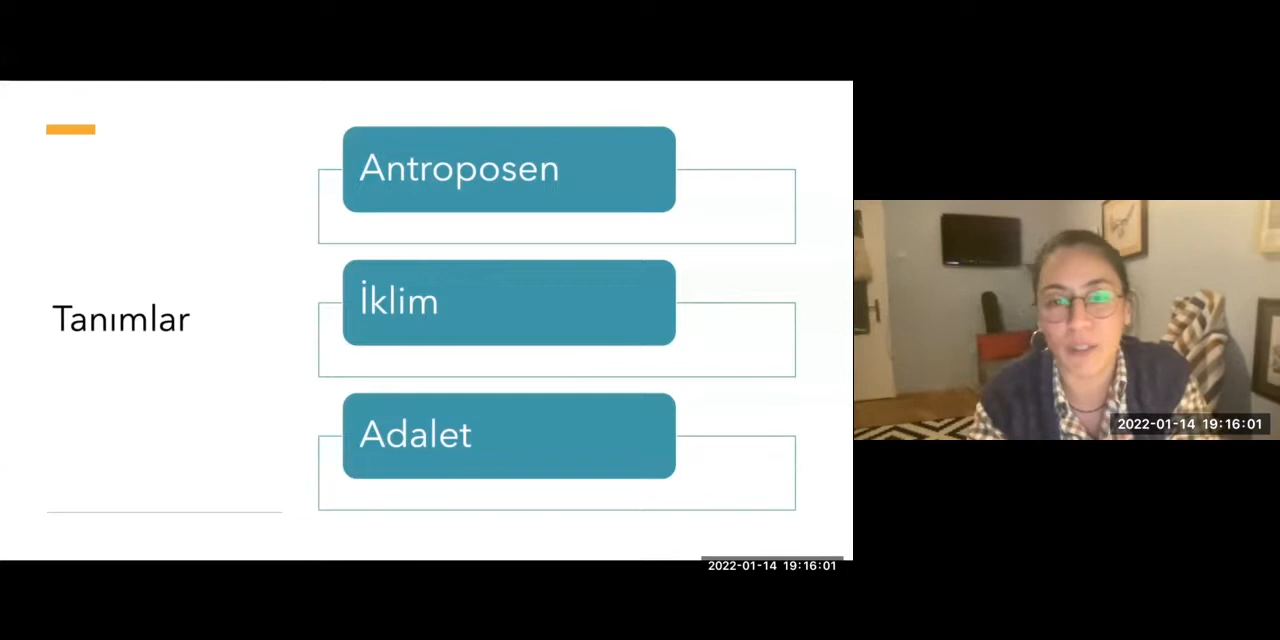 Tanımlar
Antroposen
İklim
Adalet
2022-01-14 19:16:01
2022-01-14 19:16:01